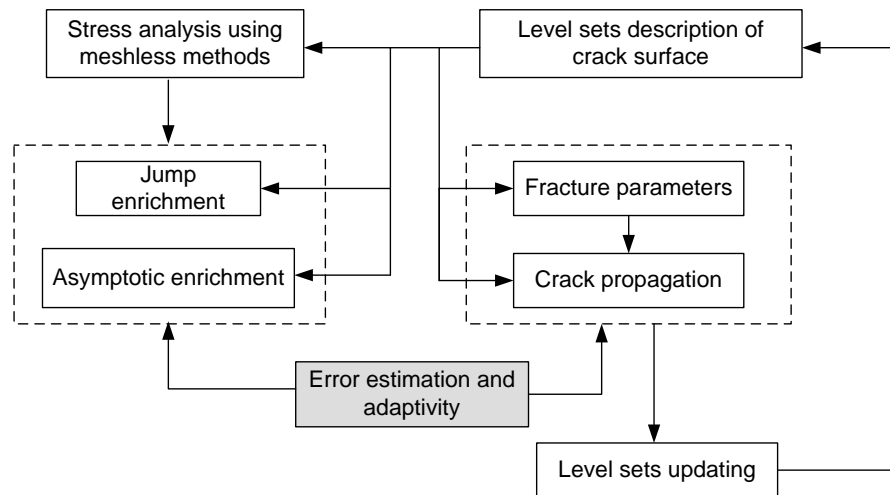 Stress analysis using
meshless methods
Level sets description of
crack surface
Jump
enrichment
Fracture parameters
Asymptotic enrichment
Crack propagation
Error estimation and
adaptivity
Level sets updating